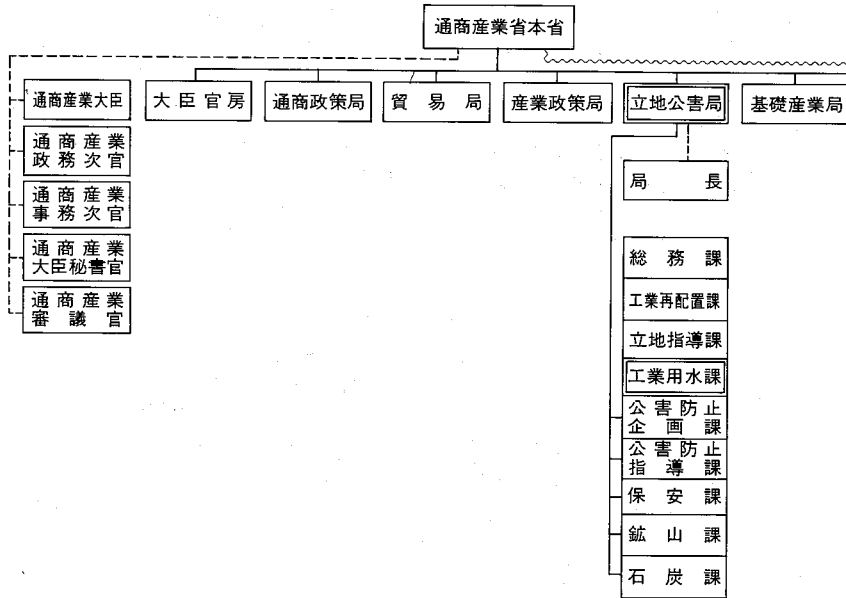 通商産業省本省
通商産業大臣
大臣官房
通商政策局
貿易局
産業政策局
立地公害局
基礎産業局
通商産業
政務次官
通商産業
事務次官
通商産業
大臣秘書官
通商産業
審議官
局長
総務課
工業再配置課
立地指導課
工業用水課
公害防止
企画課
公害防止
指導課
保安課
鉱山課
石炭課